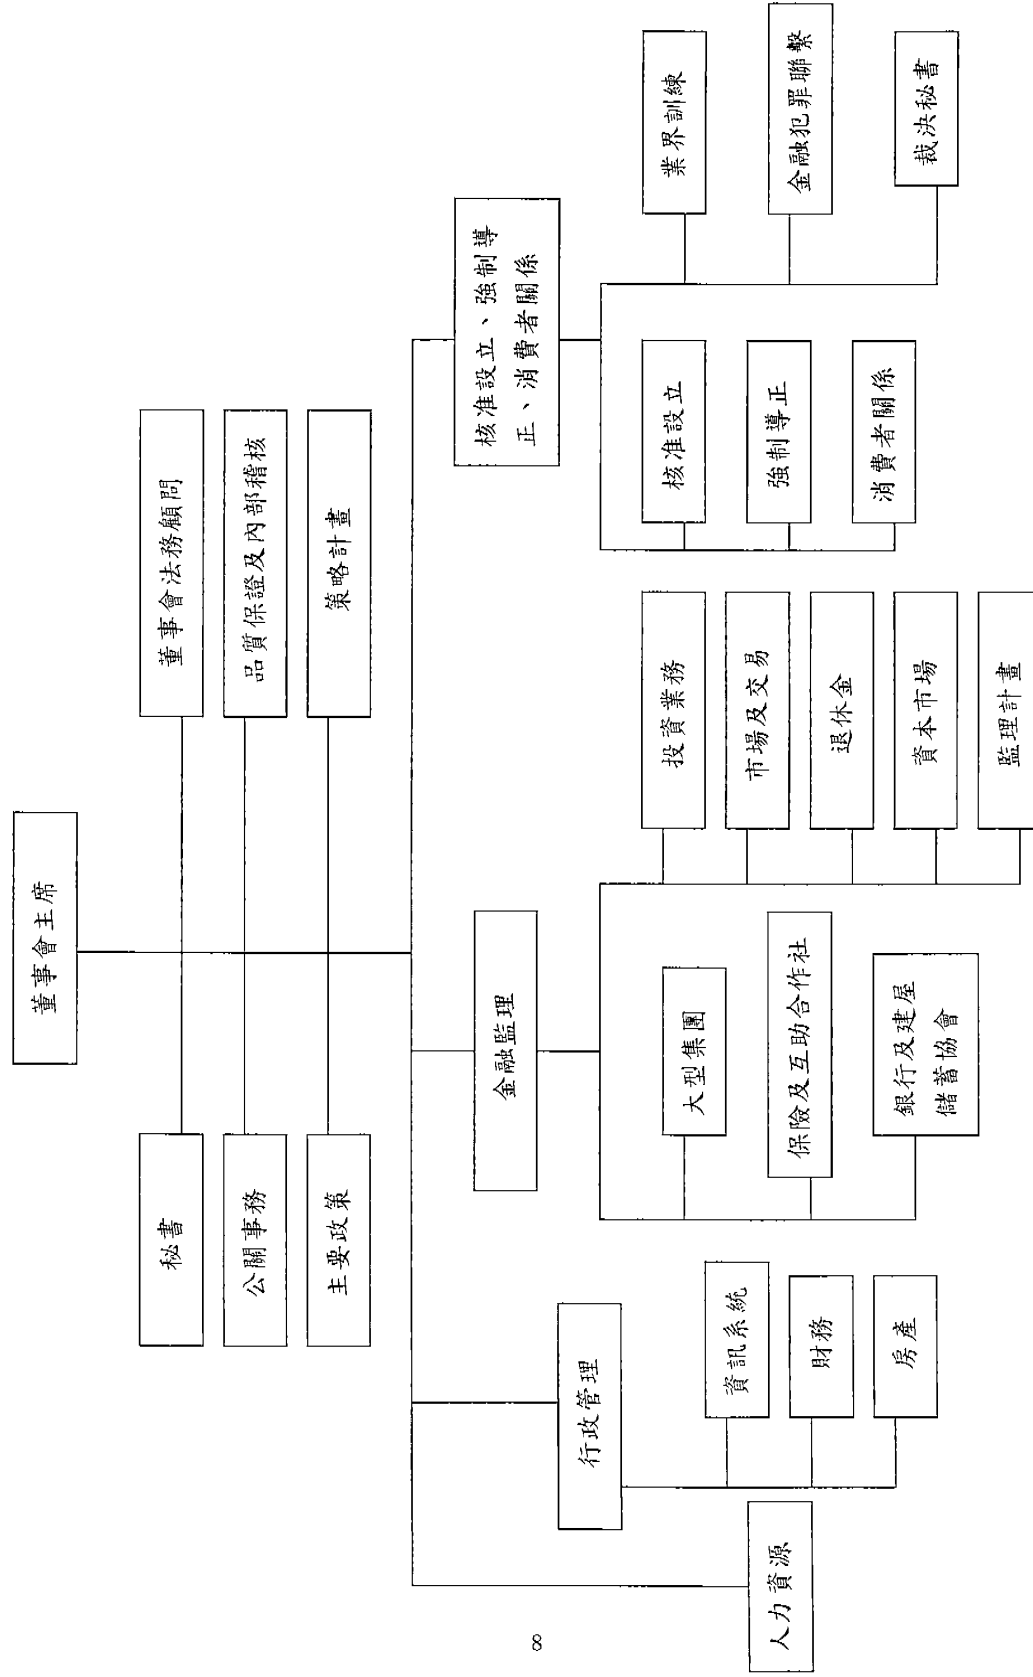 董事會主席
秘書
董事會法務顧問
公關事務
品質保證及內部稽核
主要政策
策略計畫
人力資源
行政管理
資訊系統
財務
房產
金融監理
大型集團
保險及互助合作社
銀行及建屋
儲蓄協會
投資業務
市場及交易
退休金
資本市場
監理計畫
核准設立、強制導
正、消費者關係
核准設立
強制導正
消費者關係
業界訓練
金融犯罪聯繫
裁決秘書
8